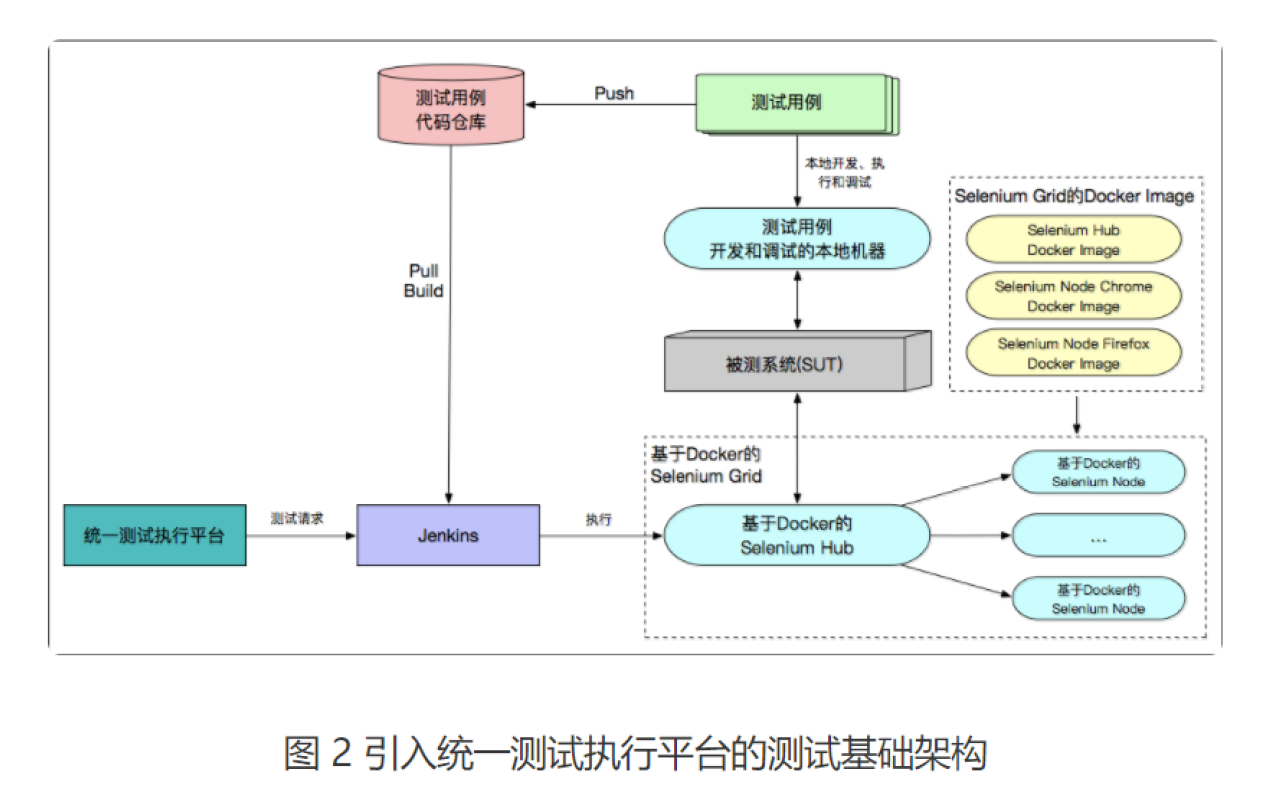 测试用例
代码仓库
Push
测试用例
本地开发、执
行和调试
Selenium Grid的Docker Image
Selenium Hub
Docker Image
Selenium Node Chrome
Docker Image
Selenium Node Firefox
Docker Image
测试用例
开发和调试的本地机器
Pull
Build
被测系统(SUT)
基于Docker的
Selenium Grid
基于Docker的
Selenium Node
统一测试执行平台
测试请求
Jenkins
执行
基于Docker的
Selenium Hub
...
基于Docker的
Selenium Node
图 2 引入统一测试执行平台的测试基础架构